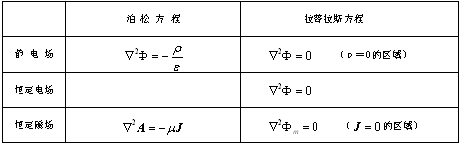 泊松方程 拉普拉斯方程
静电场 ∇²Φ=−ρ/ε ∇²Φ=0 (ρ=0的区域)
恒定电场 ∇²Φ=0
恒定磁场 ∇²A=−μJ ∇²Φₘ=0 (J=0的区域)